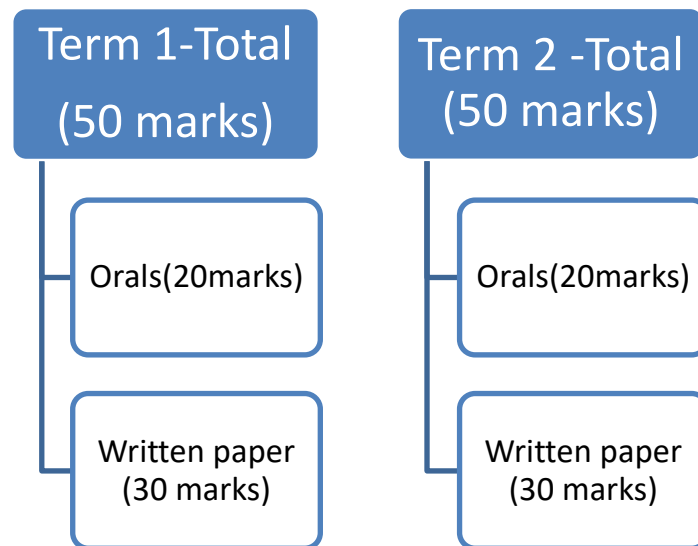 Term 1-Total
(50 marks)
Orals(20marks)
Written paper
(30 marks)
Term 2 -Total
(50 marks)
Orals(20marks)
Written paper
(30 marks)